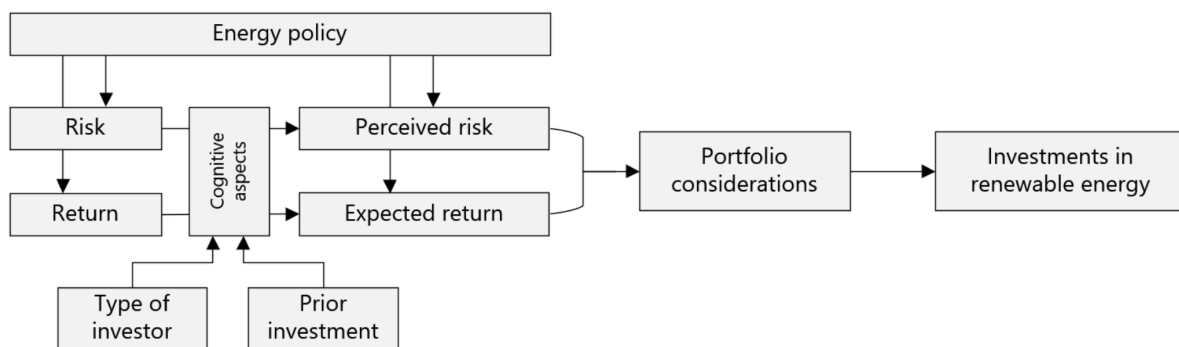 Energy policy
Risk
Cognitive
aspects
Perceived risk
Return
Expected return
Portfolio
considerations
Investments in
renewable energy
Type of
investor
Prior
investment